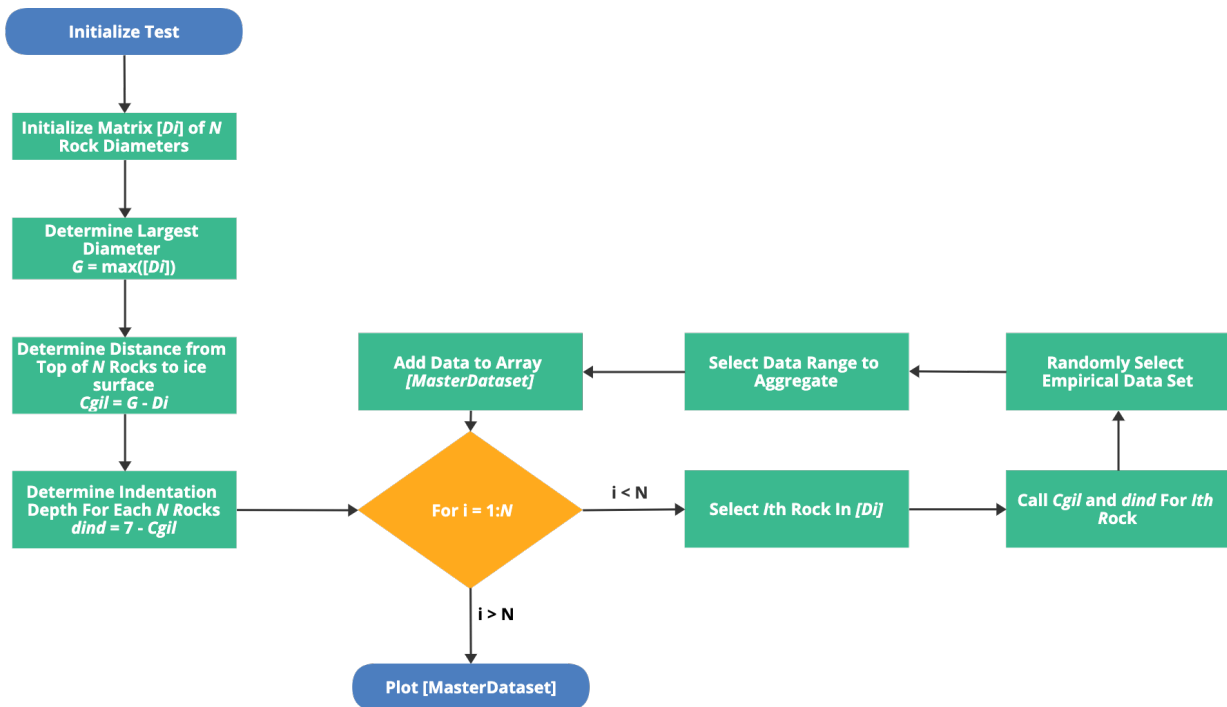 Initialize Test
Initialize Matrix [Di] of N
Rock Diameters
Determine Largest
Diameter
G = max([Di])
Determine Distance from
Top of N Rocks to ice
surface
Cgil = G - Di
Determine Indentation
Depth For Each N Rocks
dind = 7 - Cgil
For i = 1:N
i < N
Select Ith Rock In [Di]
Call Cgil and dind For Ith
Rock
Randomly Select
Empirical Data Set
Select Data Range to
Aggregate
Add Data to Array
[MasterDataset]
i > N
Plot [MasterDataset]